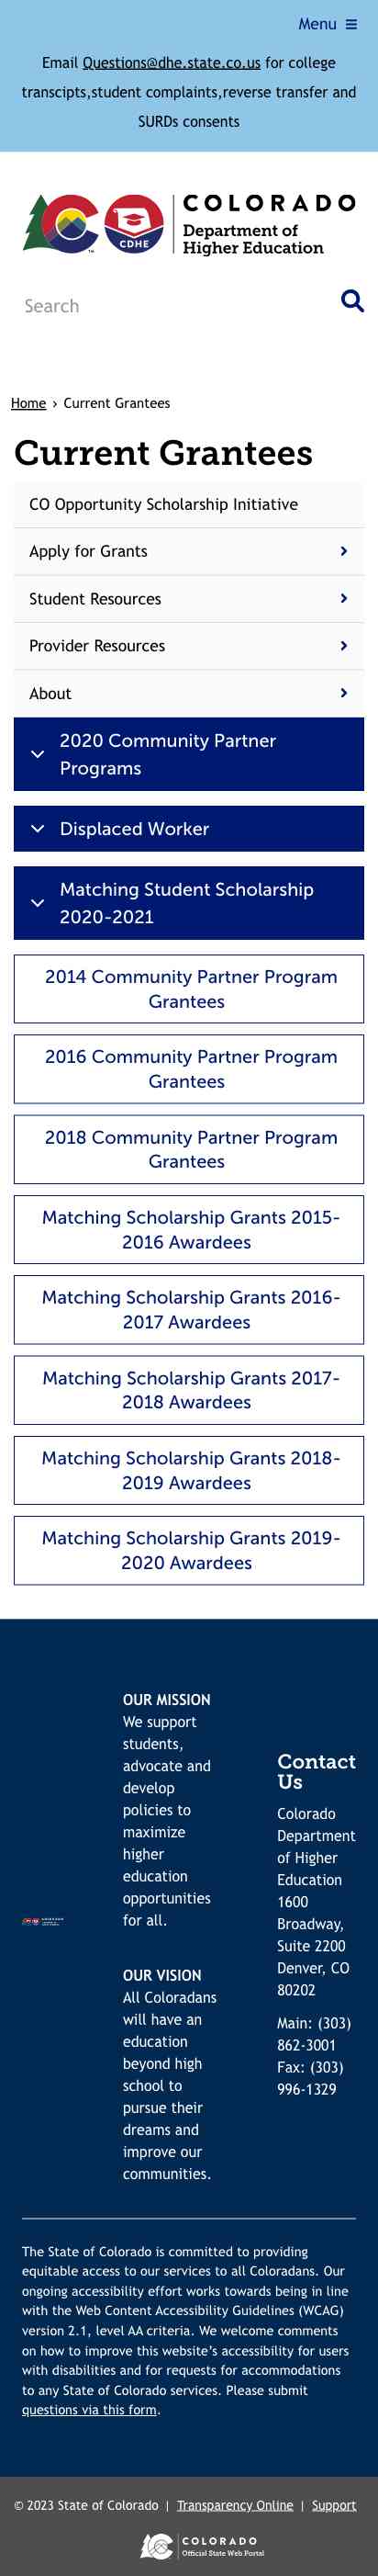 Menu
Email Questions@dhe.state.co.us for college
transcipts,student complaints,reverse transfer and
SURDs consents
CDHE
COLORADO
Department of
Higher Education
Search
Home › Current Grantees
Current Grantees
CO Opportunity Scholarship Initiative
Apply for Grants
Student Resources
Provider Resources
About
2020 Community Partner
Programs
Displaced Worker
Matching Student Scholarship
2020-2021
2014 Community Partner Program
Grantees
2016 Community Partner Program
Grantees
2018 Community Partner Program
Grantees
Matching Scholarship Grants 2015-
2016 Awardees
Matching Scholarship Grants 2016-
2017 Awardees
Matching Scholarship Grants 2017-
2018 Awardees
Matching Scholarship Grants 2018-
2019 Awardees
Matching Scholarship Grants 2019-
2020 Awardees
OUR MISSION
We support
students,
advocate and
develop
policies to
maximize
higher
education
opportunities
for all.
OUR VISION
All Coloradans
will have an
education
beyond high
school to
pursue their
dreams and
improve our
communities.
Contact
Us
Colorado
Department
of Higher
Education
1600
Broadway,
Suite 2200
Denver, CO
80202
Main: (303)
862-3001
Fax: (303)
996-1329
The State of Colorado is committed to providing
equitable access to our services to all Coloradans. Our
ongoing accessibility effort works towards being in line
with the Web Content Accessibility Guidelines (WCAG)
version 2.1, level AA criteria. We welcome comments
on how to improve this website's accessibility for users
with disabilities and for requests for accommodations
to any State of Colorado services. Please submit
questions via this form.
© 2023 State of Colorado | Transparency Online | Support
COLORADO
Official State Web Portal